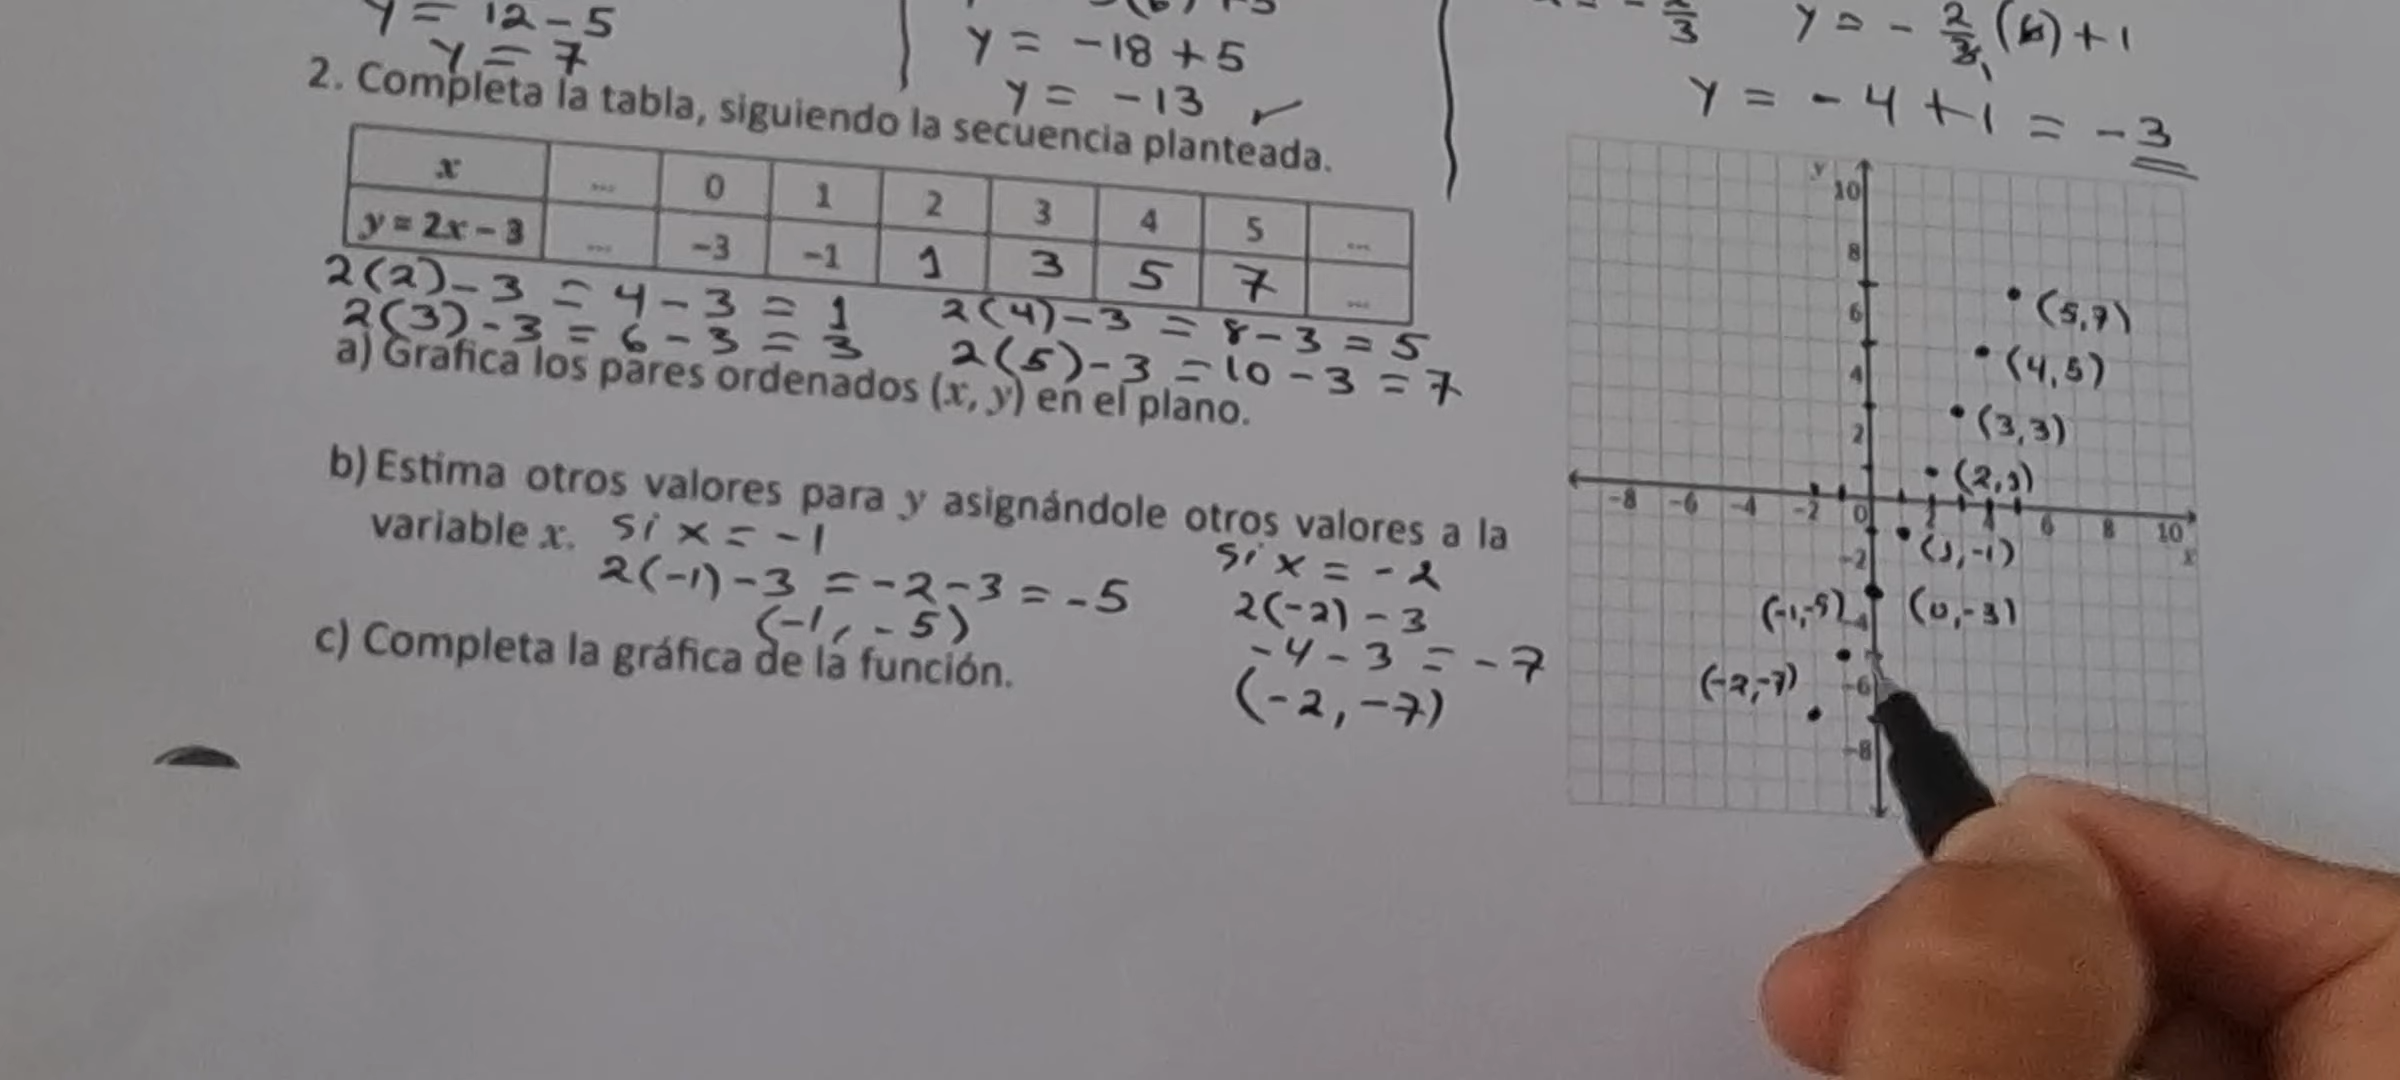 y = 12 - 5
y = 7
y = -18 + 5
y = -13 ✓
y = - 2/3 (6) + 1
y = - 4 + 1 = -3
2. Completa la tabla, siguiendo la secuencia planteada.
x ... 0 1 2 3 4 5 ...
y = 2x - 3 ... -3 -1 1 3 5 7 ...
2(2) - 3 = 4 - 3 = 1
2(3) - 3 = 6 - 3 = 3
2(4) - 3 = 8 - 3 = 5
2(5) - 3 = 10 - 3 = 7
a) Grafica los pares ordenados (x, y) en el plano.
b) Estima otros valores para y asignándole otros valores a la
variable x. si x = -1
2(-1) - 3 = -2 - 3 = -5
(-1, -5)
si x = -2
2(-2) - 3
-4 - 3 = -7
(-2, -7)
c) Completa la gráfica de la función.
y
10
8
6
4
2
-8 -6 -4 -2 0 2 4 6 8 10
x
-2
-4
-6
-8
(5,7)
(4,5)
(3,3)
(2,1)
(1,-1)
(0,-3)
(-1,-5)
(-2,-7)